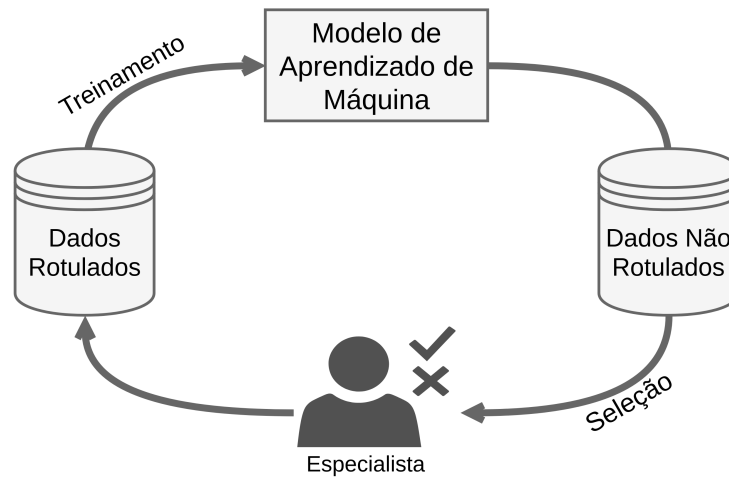 Treinamento
Modelo de
Aprendizado de
Máquina
Dados
Rotulados
Dados Não
Rotulados
Seleção
Especialista